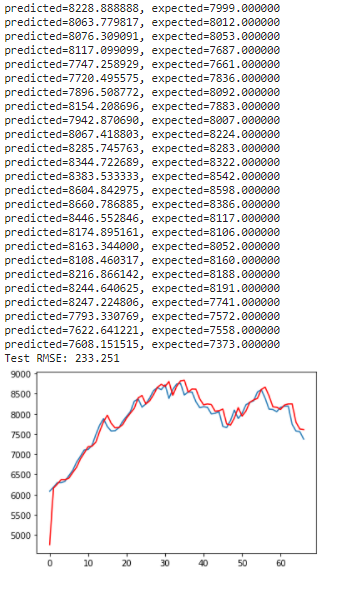 predicted=8228.888888, expected=7999.000000
predicted=8063.779817, expected=8012.000000
predicted=8076.309091, expected=8053.000000
predicted=8117.099099, expected=7687.000000
predicted=7747.258929, expected=7661.000000
predicted=7720.495575, expected=7836.000000
predicted=7896.508772, expected=8092.000000
predicted=8154.208696, expected=7883.000000
predicted=7942.870690, expected=8007.000000
predicted=8067.418803, expected=8224.000000
predicted=8285.745763, expected=8283.000000
predicted=8344.722689, expected=8322.000000
predicted=8383.533333, expected=8542.000000
predicted=8604.842975, expected=8598.000000
predicted=8660.786885, expected=8386.000000
predicted=8446.552846, expected=8117.000000
predicted=8174.895161, expected=8106.000000
predicted=8163.344000, expected=8052.000000
predicted=8108.460317, expected=8160.000000
predicted=8216.866142, expected=8188.000000
predicted=8244.640625, expected=8191.000000
predicted=8247.224806, expected=7741.000000
predicted=7793.330769, expected=7572.000000
predicted=7622.641221, expected=7558.000000
predicted=7608.151515, expected=7373.000000
Test RMSE: 233.251
9000
8500
8000
7500
7000
6500
6000
5500
5000
0 10 20 30 40 50 60